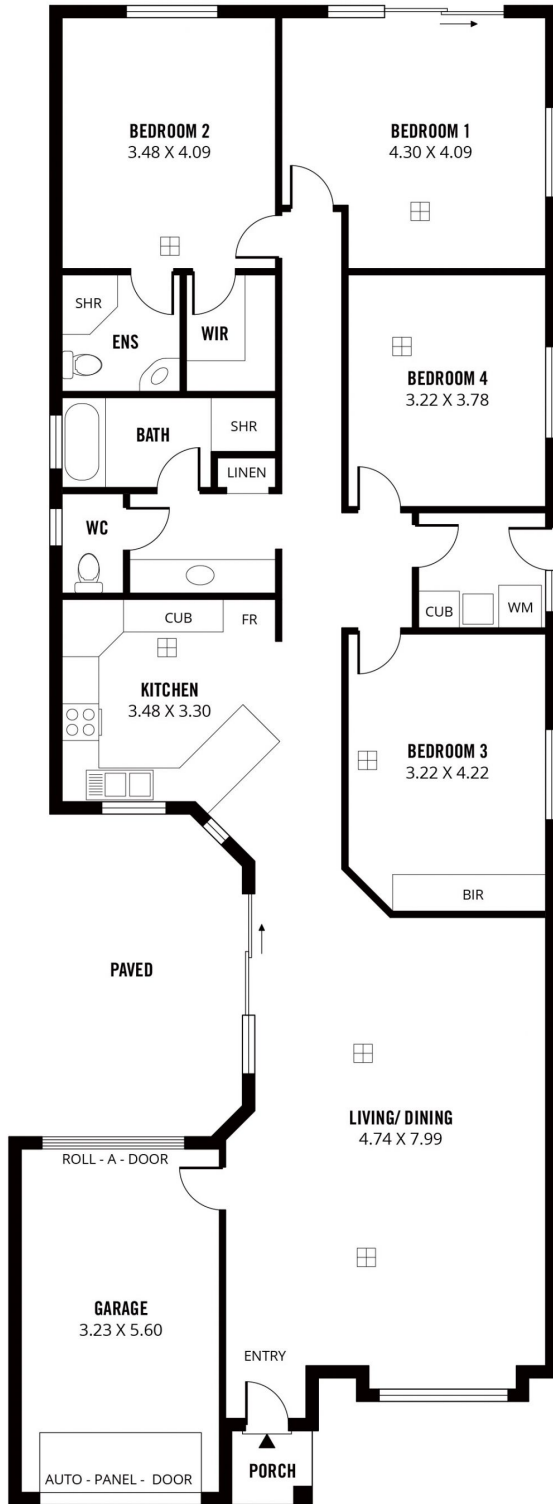 BEDROOM 2
3.48 X 4.09
BEDROOM 1
4.30 X 4.09
SHR
ENS
WIR
BEDROOM 4
3.22 X 3.78
BATH
SHR
LINEN
WC
CUB
WM
CUB
FR
KITCHEN
3.48 X 3.30
BEDROOM 3
3.22 X 4.22
BIR
PAVED
LIVING/ DINING
4.74 X 7.99
ROLL - A - DOOR
GARAGE
3.23 X 5.60
ENTRY
PORCH
AUTO - PANEL - DOOR